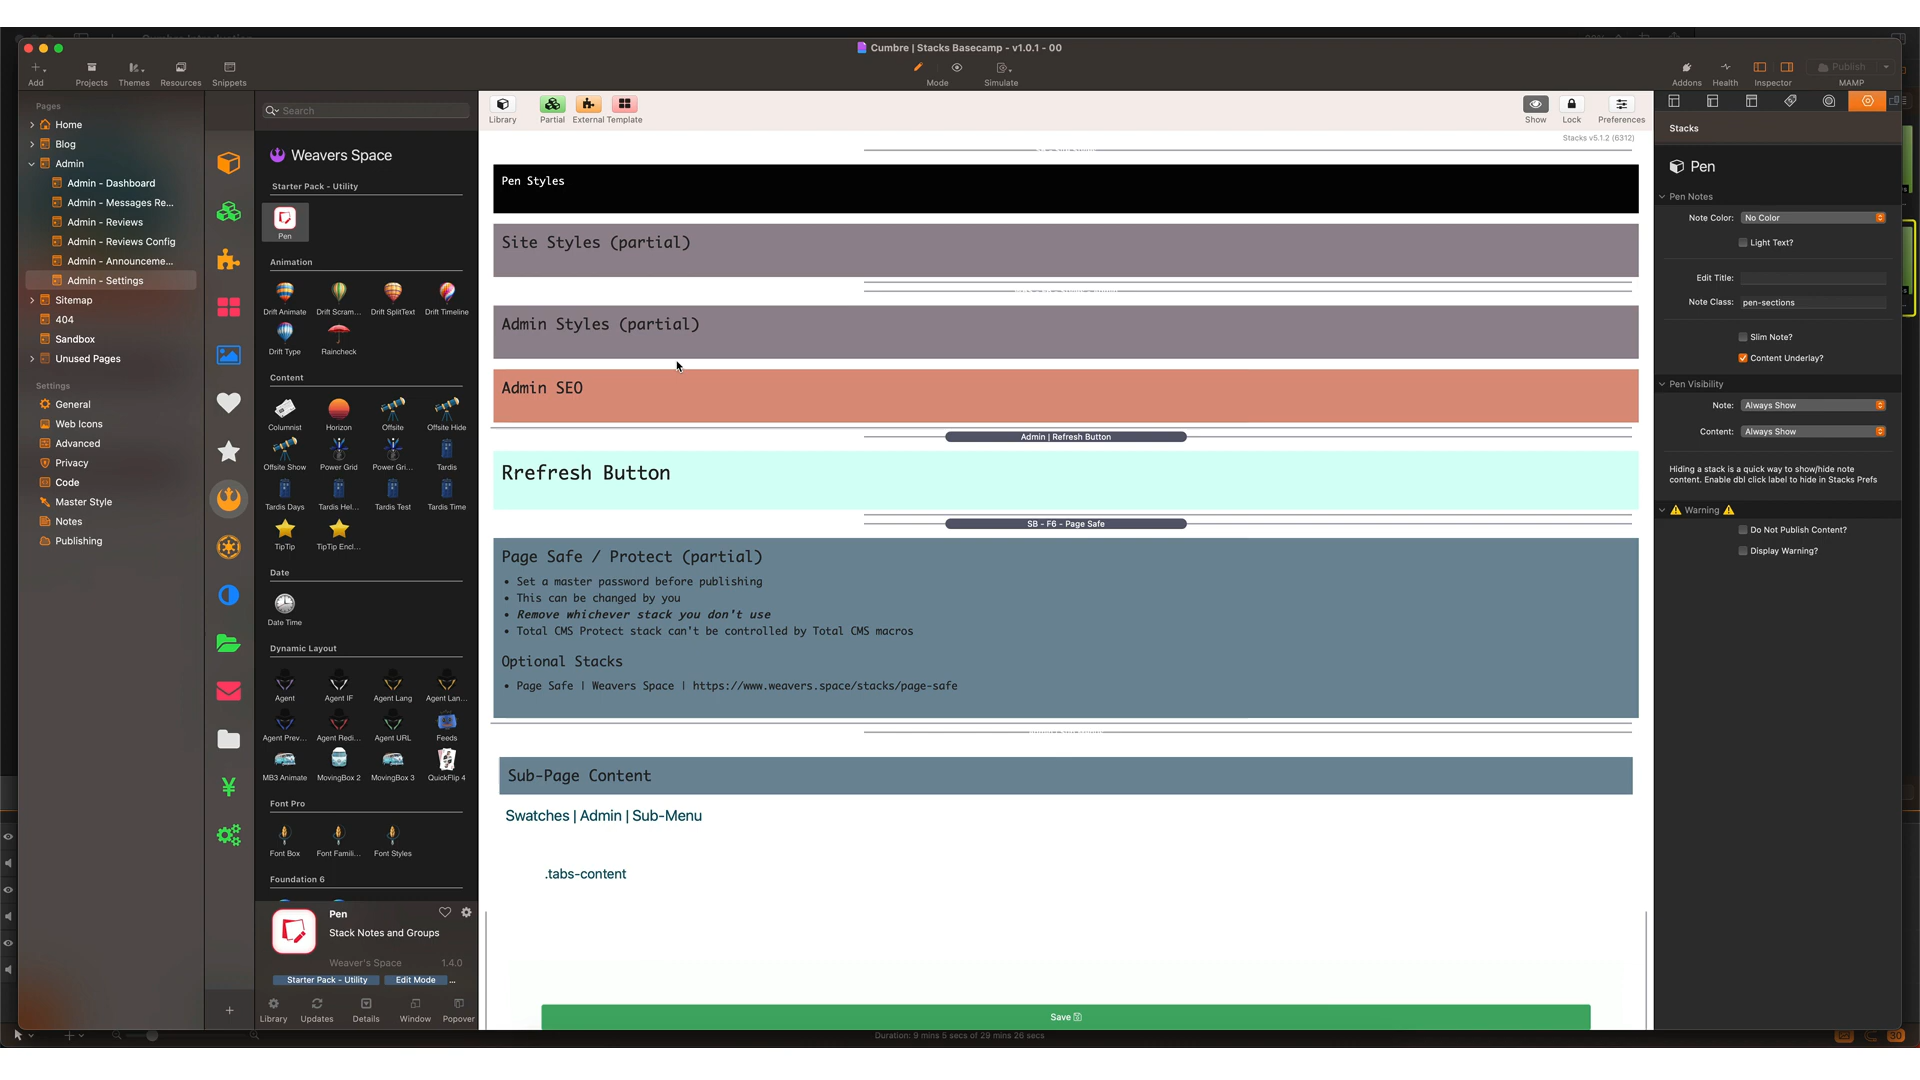 Cumbre | Stacks Basecamp - v1.0.1 - 00
Add
Projects
Themes
Resources
Snippets
Mode
Simulate
Addons
Health
Inspector
Publish
MAMP
Pages
Home
Blog
Admin
Admin - Dashboard
Admin - Messages Re...
Admin - Reviews
Admin - Reviews Config
Admin - Announceme...
Admin - Settings
Sitemap
404
Sandbox
Unused Pages
Settings
General
Web Icons
Advanced
Privacy
Code
Master Style
Notes
Publishing
Search
Weavers Space
Starter Pack - Utility
Pen
Animation
Drift Animate
Drift Scram...
Drift SplitText
Drift Timeline
Drift Type
Raincheck
Content
Columnist
Horizon
Offsite
Offsite Hide
Offsite Show
Power Grid
Power Gri...
Tardis
Tardis Days
Tardis Hel...
Tardis Test
Tardis Time
TipTip
TipTip Encl...
Date
Date Time
Dynamic Layout
Agent
Agent IF
Agent Lang
Agent Lan...
Agent Prev...
Agent Redi...
Agent URL
Feeds
MB3 Animate
MovingBox 2
MovingBox 3
QuickFlip 4
Font Pro
Font Box
Font Famili...
Font Styles
Foundation 6
Pen
Stack Notes and Groups
Weaver's Space
1.4.0
Starter Pack - Utility
Edit Mode
...
Library
Updates
Details
Window
Popover
Library
Partial
External
Template
Show
Lock
Preferences
Stacks v5.1.2 (6312)
Pen Styles
Site Styles (partial)
Admin Styles (partial)
Admin SEO
Admin | Refresh Button
Rrefresh Button
SB - F6 - Page Safe
Page Safe / Protect (partial)
• Set a master password before publishing
• This can be changed by you
• Remove whichever stack you don't use
• Total CMS Protect stack can't be controlled by Total CMS macros
Optional Stacks
• Page Safe | Weavers Space | https://www.weavers.space/stacks/page-safe
Sub-Page Content
Swatches | Admin | Sub-Menu
.tabs-content
Save
Stacks
Pen
Pen Notes
Note Color:
No Color
Light Text?
Edit Title:
Note Class:
pen-sections
Slim Note?
Content Underlay?
Pen Visibility
Note:
Always Show
Content:
Always Show
Hiding a stack is a quick way to show/hide note
content. Enable dbl click label to hide in Stacks Prefs
Warning
Do Not Publish Content?
Display Warning?
Duration: 9 mins 5 secs of 29 mins 26 secs
30